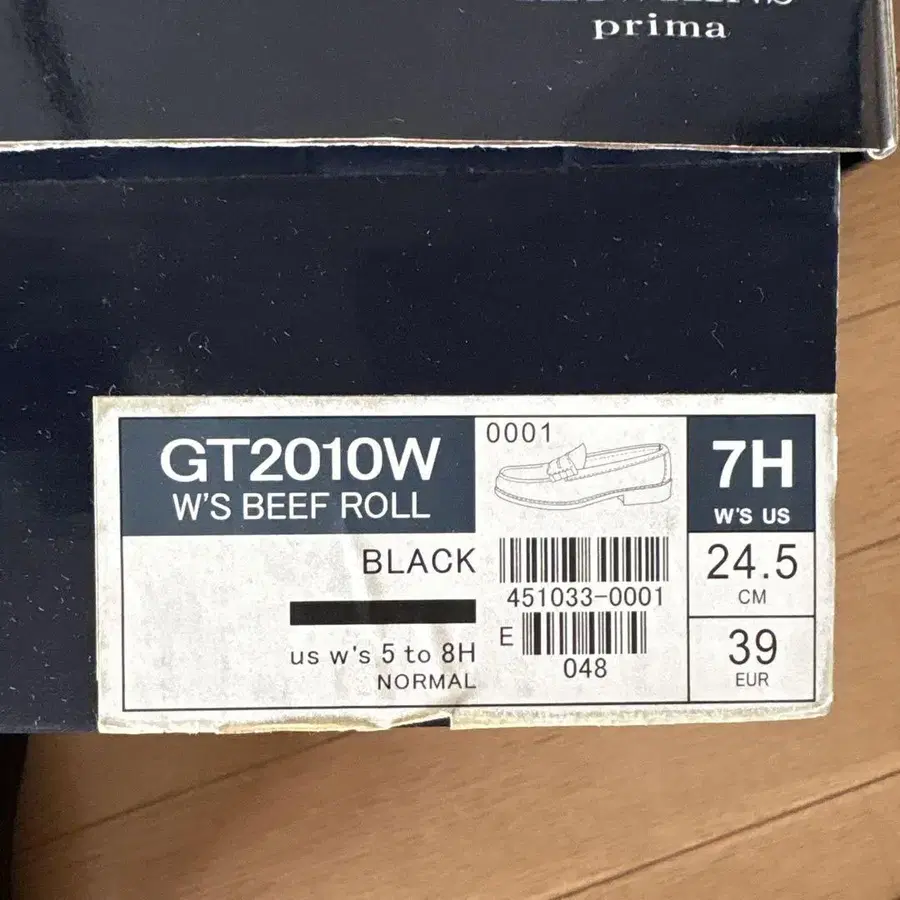 prima
GT2010W
W'S BEEF ROLL
0001
7H
W'S US
BLACK
451033-0001
24.5
CM
us w's 5 to 8H
NORMAL
E
048
39
EUR